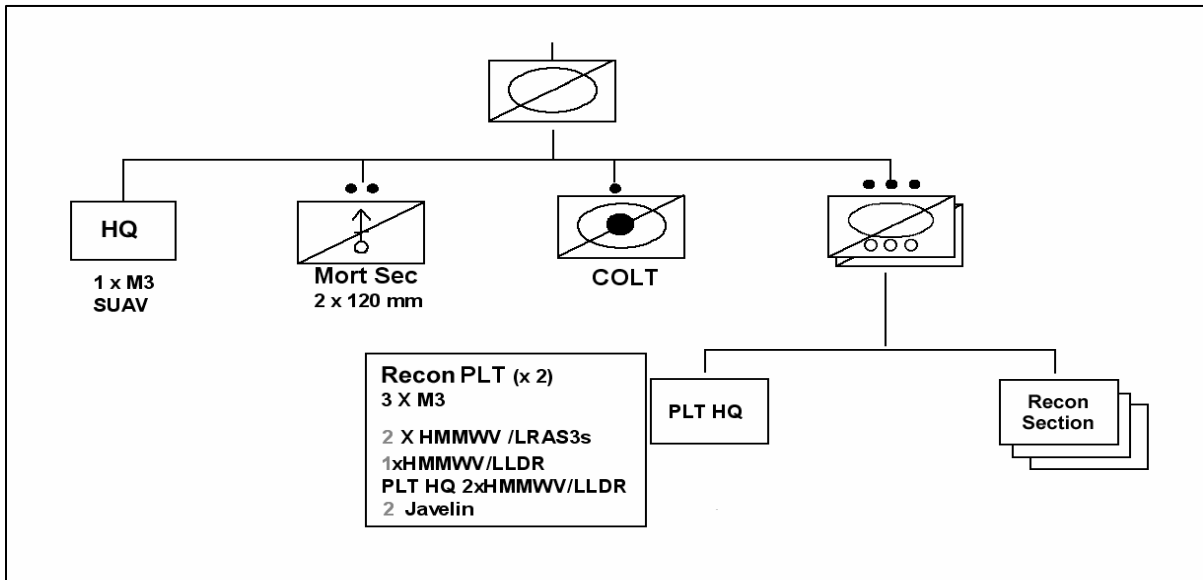 HQ
1 x M3
SUAV
Mort Sec
2 x 120 mm
COLT
Recon PLT (x 2)
3 X M3
2 X HMMWV /LRAS3s
1xHMMWV/LLDR
PLT HQ 2xHMMWV/LLDR
2 Javelin
PLT HQ
Recon
Section